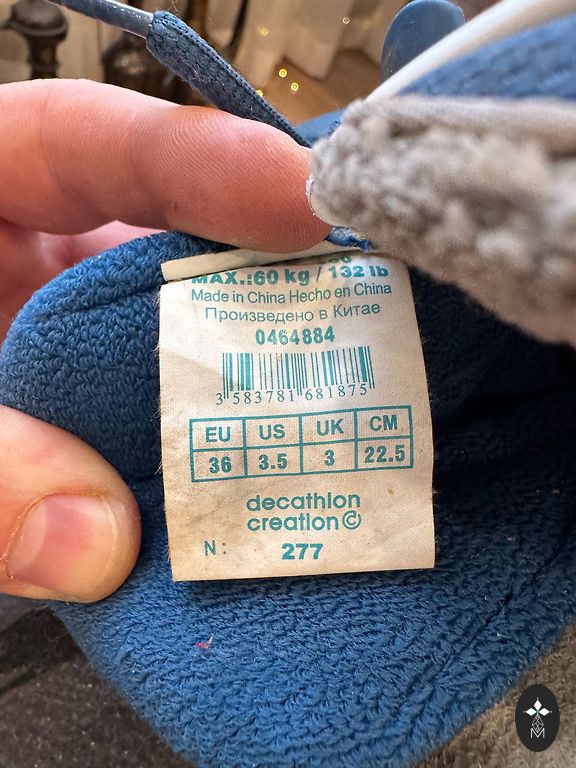 MAX.:60 kg / 132 lb
Made in China Hecho en China
Произведено в Китае
0464884
3 583781 681875
EU US UK CM
36 3.5 3 22.5
decathlon
creation ©
N: 277
M